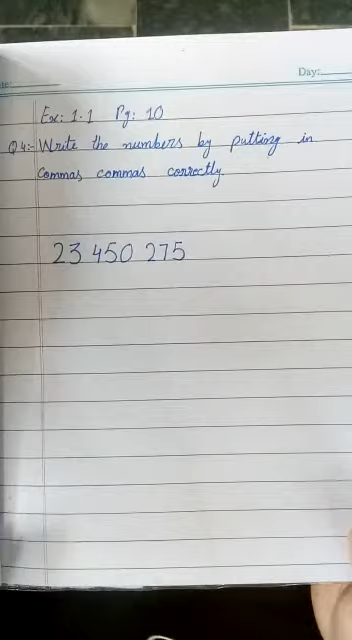 Day:
Ex: 1.1 Pg: 10
Q4:- Write the numbers by putting in
Commas, commas correctly.
23 450 275